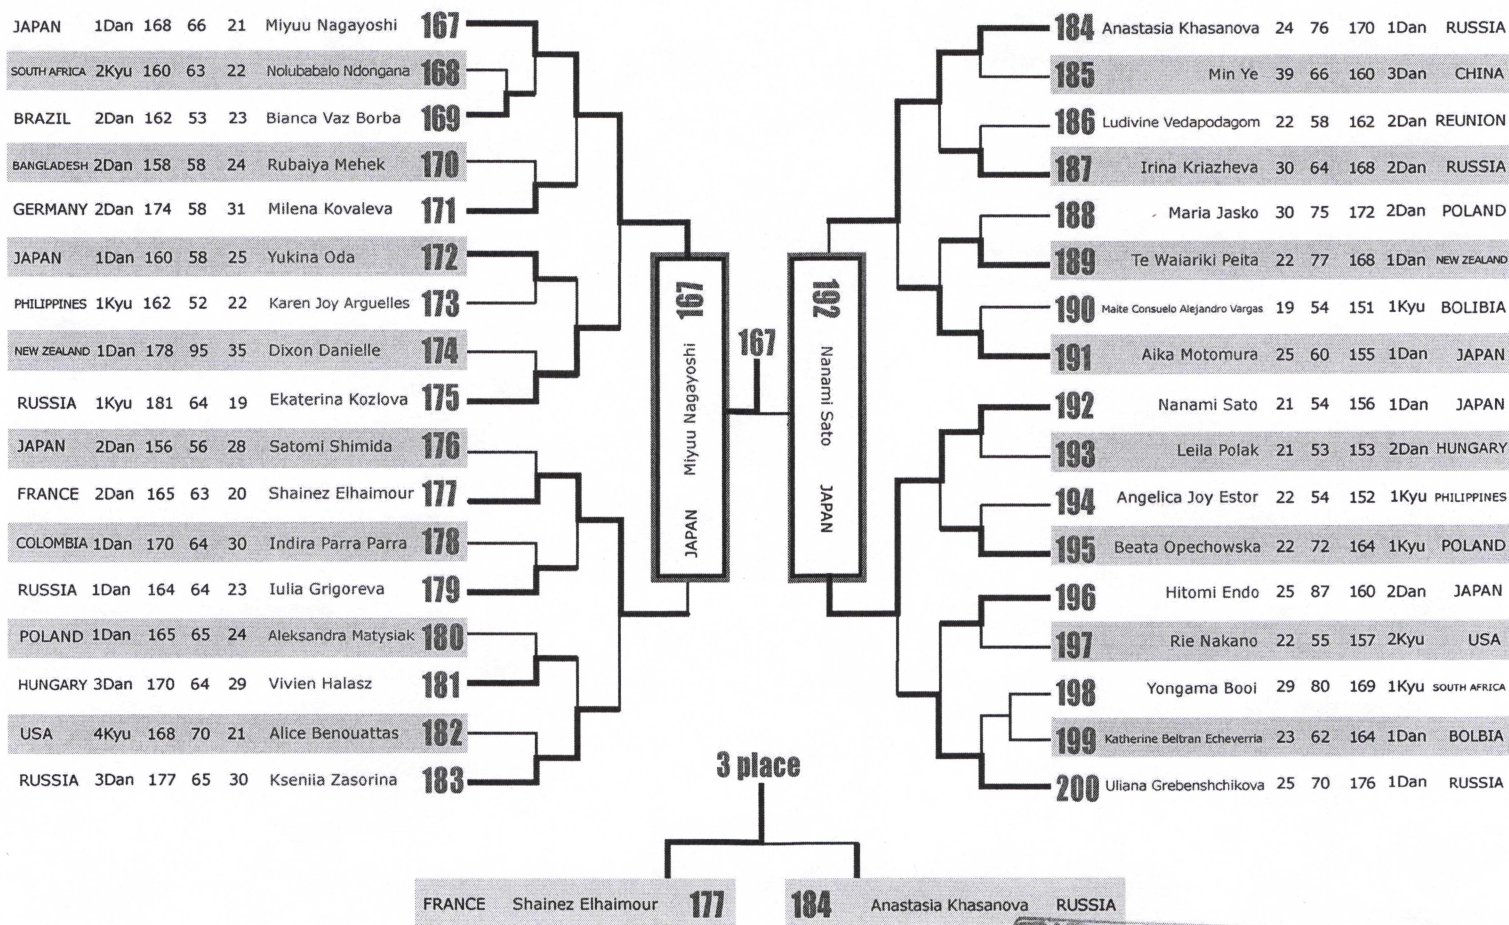 JAPAN 1Dan 168 66 21 Miyuu Nagayoshi 167
SOUTH AFRICA 2Kyu 160 63 22 Nolubabalo Ndongana 168
BRAZIL 2Dan 162 53 23 Bianca Vaz Borba 169
BANGLADESH 2Dan 158 58 24 Rubaiya Mehek 170
GERMANY 2Dan 174 58 31 Milena Kovaleva 171
JAPAN 1Dan 160 58 25 Yukina Oda 172
PHILIPPINES 1Kyu 162 52 22 Karen Joy Arguelles 173
NEW ZEALAND 1Dan 178 95 35 Dixon Danielle 174
RUSSIA 1Kyu 181 64 19 Ekaterina Kozlova 175
JAPAN 2Dan 156 56 28 Satomi Shimida 176
FRANCE 2Dan 165 63 20 Shainez Elhaimour 177
COLOMBIA 1Dan 170 64 30 Indira Parra Parra 178
RUSSIA 1Dan 164 64 23 Iulia Grigoreva 179
POLAND 1Dan 165 65 24 Aleksandra Matysiak 180
HUNGARY 3Dan 170 64 29 Vivien Halasz 181
USA 4Kyu 168 70 21 Alice Benouattas 182
RUSSIA 3Dan 177 65 30 Kseniia Zasorina 183
JAPAN Miyuu Nagayoshi 167
167
192 Nanami Sato JAPAN
184 Anastasia Khasanova 24 76 170 1Dan RUSSIA
185 Min Ye 39 66 160 3Dan CHINA
186 Ludivine Vedapodagom 22 58 162 2Dan REUNION
187 Irina Kriazheva 30 64 168 2Dan RUSSIA
188 Maria Jasko 30 75 172 2Dan POLAND
189 Te Waiariki Peita 22 77 168 1Dan NEW ZEALAND
190 Maite Consuelo Alejandro Vargas 19 54 151 1Kyu BOLIBIA
191 Aika Motomura 25 60 155 1Dan JAPAN
192 Nanami Sato 21 54 156 1Dan JAPAN
193 Leila Polak 21 53 153 2Dan HUNGARY
194 Angelica Joy Estor 22 54 152 1Kyu PHILIPPINES
195 Beata Opechowska 22 72 164 1Kyu POLAND
196 Hitomi Endo 25 87 160 2Dan JAPAN
197 Rie Nakano 22 55 157 2Kyu USA
198 Yongama Booi 29 80 169 1Kyu SOUTH AFRICA
199 Katherine Beltran Echeverria 23 62 164 1Dan BOLBIA
200 Uliana Grebenshchikova 25 70 176 1Dan RUSSIA
3 place
FRANCE Shainez Elhaimour 177
184 Anastasia Khasanova RUSSIA